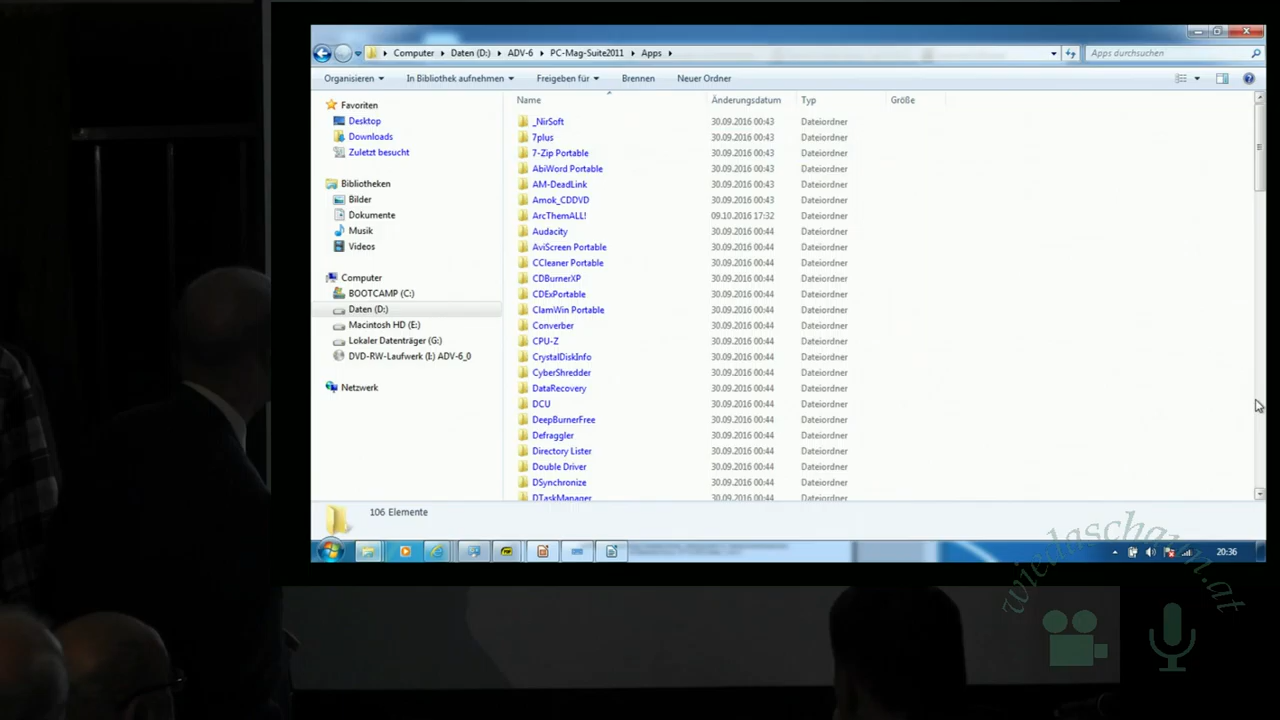 Computer ▸ Daten (D:) ▸ ADV-6 ▸ PC-Mag-Suite2011 ▸ Apps ▸
Apps durchsuchen
Organisieren
In Bibliothek aufnehmen
Freigeben für
Brennen
Neuer Ordner
Favoriten
Desktop
Downloads
Zuletzt besucht
Bibliotheken
Bilder
Dokumente
Musik
Videos
Computer
BOOTCAMP (C:)
Daten (D:)
Macintosh HD (E:)
Lokaler Datenträger (G:)
DVD-RW-Laufwerk (I:) ADV-6_0
Netzwerk
Name Änderungsdatum Typ Größe
_NirSoft 30.09.2016 00:43 Dateiordner
7plus 30.09.2016 00:43 Dateiordner
7-Zip Portable 30.09.2016 00:43 Dateiordner
AbiWord Portable 30.09.2016 00:43 Dateiordner
AM-DeadLink 30.09.2016 00:43 Dateiordner
Amok_CDDVD 30.09.2016 00:43 Dateiordner
ArcThemALL! 09.10.2016 17:32 Dateiordner
Audacity 30.09.2016 00:44 Dateiordner
AviScreen Portable 30.09.2016 00:44 Dateiordner
CCleaner Portable 30.09.2016 00:44 Dateiordner
CDBurnerXP 30.09.2016 00:44 Dateiordner
CDExPortable 30.09.2016 00:44 Dateiordner
ClamWin Portable 30.09.2016 00:44 Dateiordner
Converber 30.09.2016 00:44 Dateiordner
CPU-Z 30.09.2016 00:44 Dateiordner
CrystalDiskInfo 30.09.2016 00:44 Dateiordner
CyberShredder 30.09.2016 00:44 Dateiordner
DataRecovery 30.09.2016 00:44 Dateiordner
DCU 30.09.2016 00:44 Dateiordner
DeepBurnerFree 30.09.2016 00:44 Dateiordner
Defraggler 30.09.2016 00:44 Dateiordner
Directory Lister 30.09.2016 00:44 Dateiordner
Double Driver 30.09.2016 00:44 Dateiordner
DSynchronize 30.09.2016 00:44 Dateiordner
DTaskManager 30.09.2016 00:44 Dateiordner
106 Elemente
20:36
wiedaschaun.at